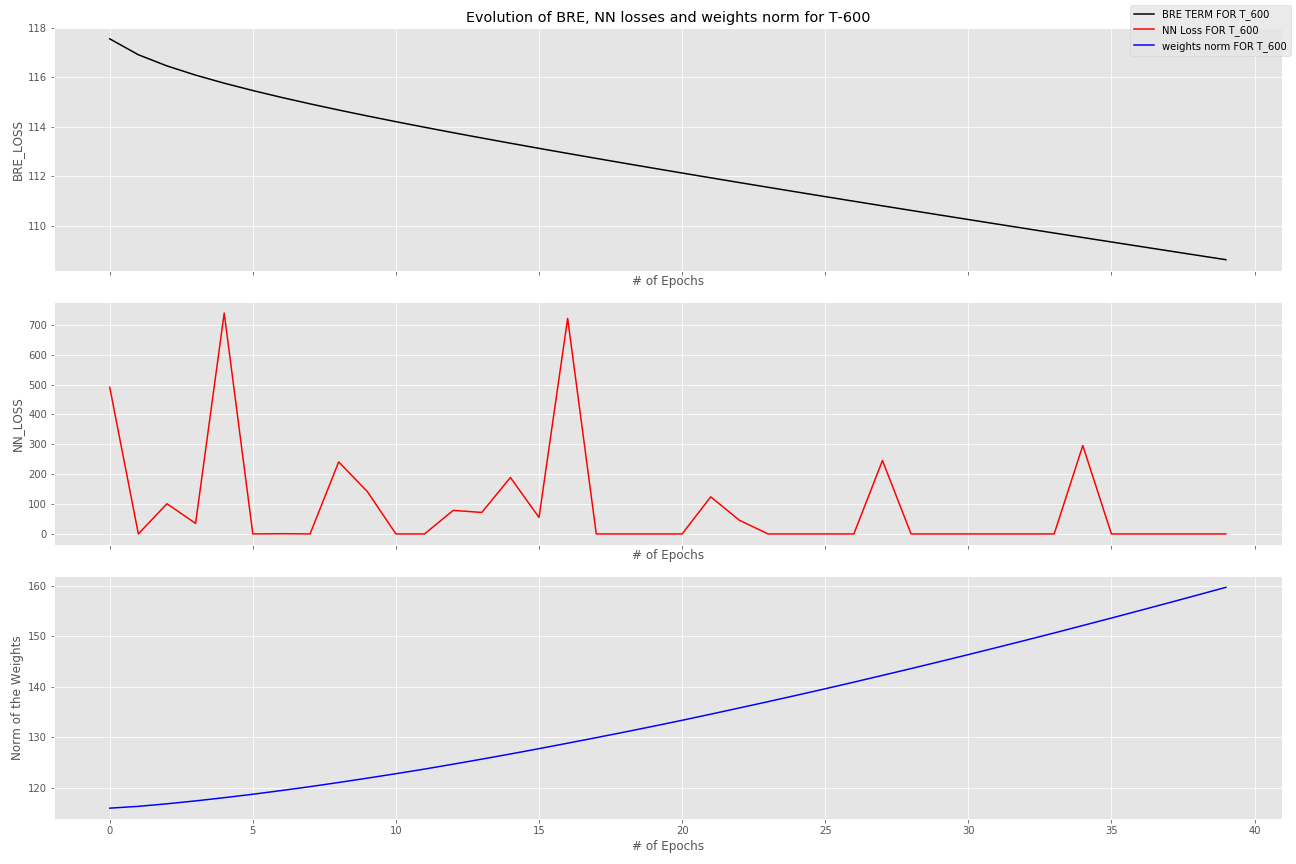 Evolution of BRE, NN losses and weights norm for T-600
BRE TERM FOR T_600
NN Loss FOR T_600
weights norm FOR T_600
118
116
114
112
110
BRE_LOSS
# of Epochs
700
600
500
400
300
200
100
0
NN_LOSS
# of Epochs
160
150
140
130
120
Norm of the Weights
0 5 10 15 20 25 30 35 40
# of Epochs